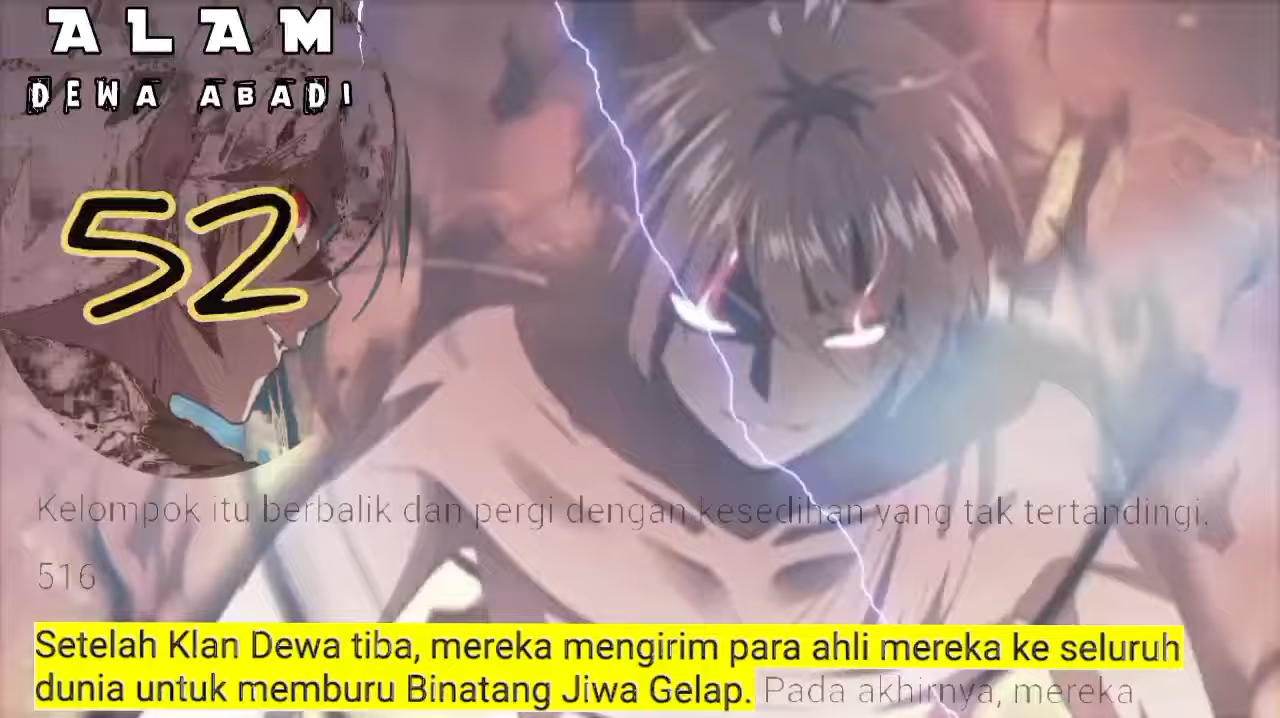 ALAM
DEWA ABADI
52
Kelompok itu berbalik dan pergi dengan kesedihan yang tak tertandingi.
516
Setelah Klan Dewa tiba, mereka mengirim para ahli mereka ke seluruh
dunia untuk memburu Binatang Jiwa Gelap. Pada akhirnya, mereka